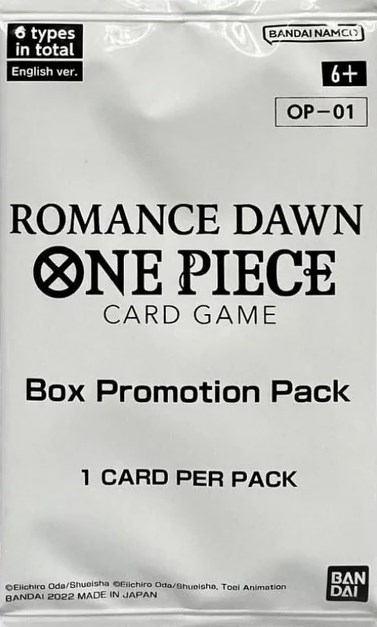 6 types
in total
English ver.
BANDAI NAMCO
6+
OP-01
ROMANCE DAWN
ONE PIECE
CARD GAME
Box Promotion Pack
1 CARD PER PACK
©Eiichiro Oda/Shueisha ©Eiichiro Oda/Shueisha, Toei Animation
BANDAI 2022 MADE IN JAPAN
BAN
DAI